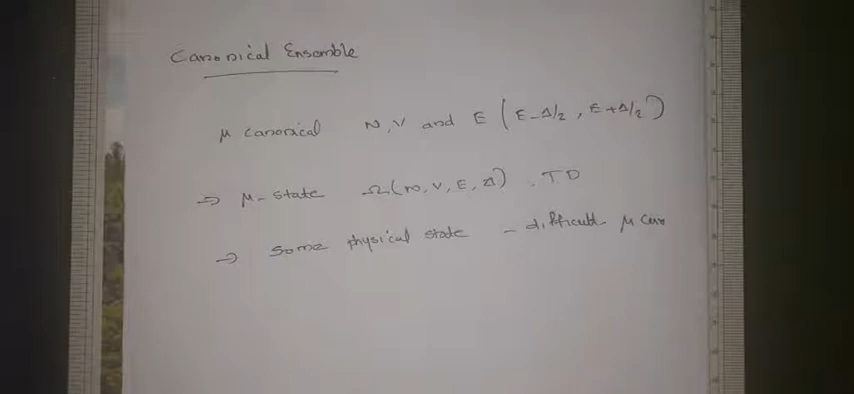 Canonical Ensemble
μ canonical N, V and E (E-Δ/2, E+Δ/2)
⇒ μ-state Ω(N, V, E, Δ). TD
→ Some physical state - difficult μ can